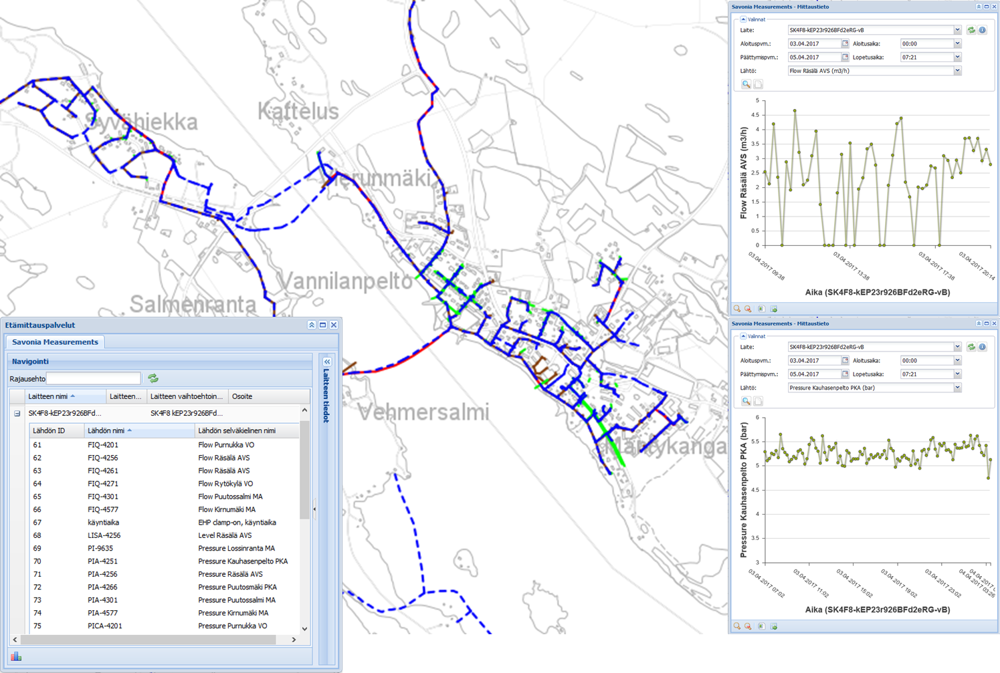 Syvähiekka
Kaftelus
Vierunmäki
Vannilanpelto
Salmenranta
Vehmersalmi
Mäntykanga
Etämittauspalvelut
Savonia Measurements
Navigointi
Rajausehto
Laitteen tiedot
Laitteen nimi Laitteen... Laitteen vaihtoehtoin... Osoite
SK4F8-kEP23r926BFd... SK4F8 kEP23r926BFd...
Lähdön ID Lähdön nimi Lähdön selväkielinen nimi
61 FIQ-4201 Flow Purnukka VO
62 FIQ-4256 Flow Räsälä AVS
63 FIQ-4261 Flow Räsälä AVS
64 FIQ-4271 Flow Rytökylä VO
65 FIQ-4301 Flow Puutossalmi MA
66 FIQ-4577 Flow Kirnumäki MA
67 käyntiaika EHP clamp-on, käyntiaika
68 LISA-4256 Level Räsälä AVS
69 PI-9635 Pressure Lossinranta MA
70 PIA-4251 Pressure Kauhasenpelto PKA
71 PIA-4256 Pressure Räsälä AVS
72 PIA-4266 Pressure Puutosmäki PKA
73 PIA-4301 Pressure Puutossalmi MA
74 PIA-4577 Pressure Kirnumäki MA
75 PICA-4201 Pressure Purnukka VO
Savonia Measurements - Mittaustieto
Valinnat
Laite: SK4F8-kEP23r926BFd2eRG-vB
Aloituspvm.: 03.04.2017 Aloitusaika: 00:00
Päättymispvm.: 05.04.2017 Lopetusaika: 07:21
Lähtö: Flow Räsälä AVS (m3/h)
Flow Räsälä AVS (m3/h)
5
4.5
4
3.5
3
2.5
2
1.5
1
0.5
0
03.04.2017 09:38
03.04.2017 13:38
03.04.2017 17:38
03.04.2017 20:14
Aika (SK4F8-kEP23r926BFd2eRG-vB)
Savonia Measurements - Mittaustieto
Valinnat
Laite: SK4F8-kEP23r926BFd2eRG-vB
Aloituspvm.: 03.04.2017 Aloitusaika: 00:00
Päättymispvm.: 05.04.2017 Lopetusaika: 07:21
Lähtö: Pressure Kauhasenpelto PKA (bar)
Pressure Kauhasenpelto PKA (bar)
6
5.5
5
4.5
4
3.5
3
03.04.2017 07:02
03.04.2017 11:02
03.04.2017 15:02
03.04.2017 19:02
03.04.2017 23:02
04.04.2017 03:26
Aika (SK4F8-kEP23r926BFd2eRG-vB)